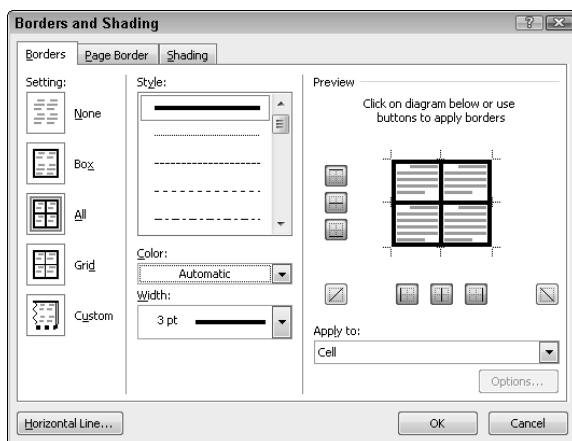 Borders and Shading
Borders
Page Border
Shading
Setting:
None
Box
All
Grid
Custom
Style:
Color:
Automatic
Width:
3 pt
Preview
Click on diagram below or use
buttons to apply borders
Apply to:
Cell
Options...
Horizontal Line...
OK
Cancel